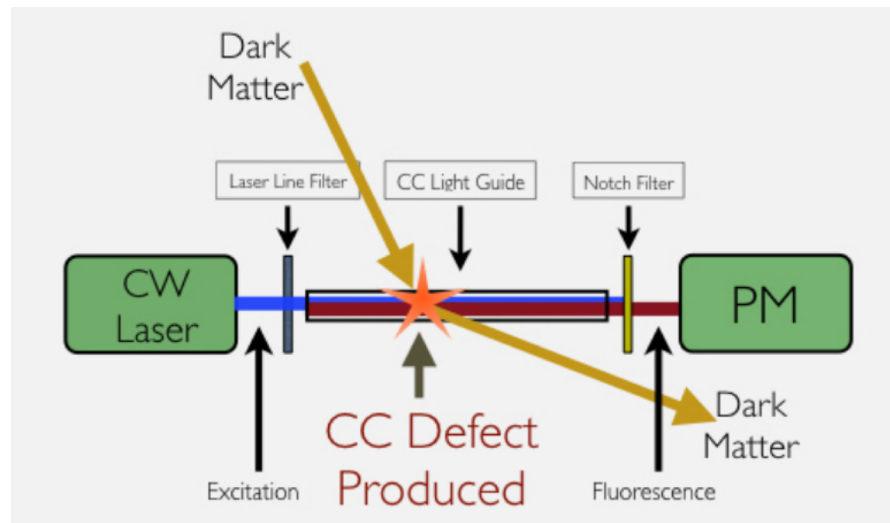 Dark
Matter
Laser Line Filter
CC Light Guide
Notch Filter
CW
Laser
PM
CC Defect
Produced
Dark
Matter
Excitation
Fluorescence